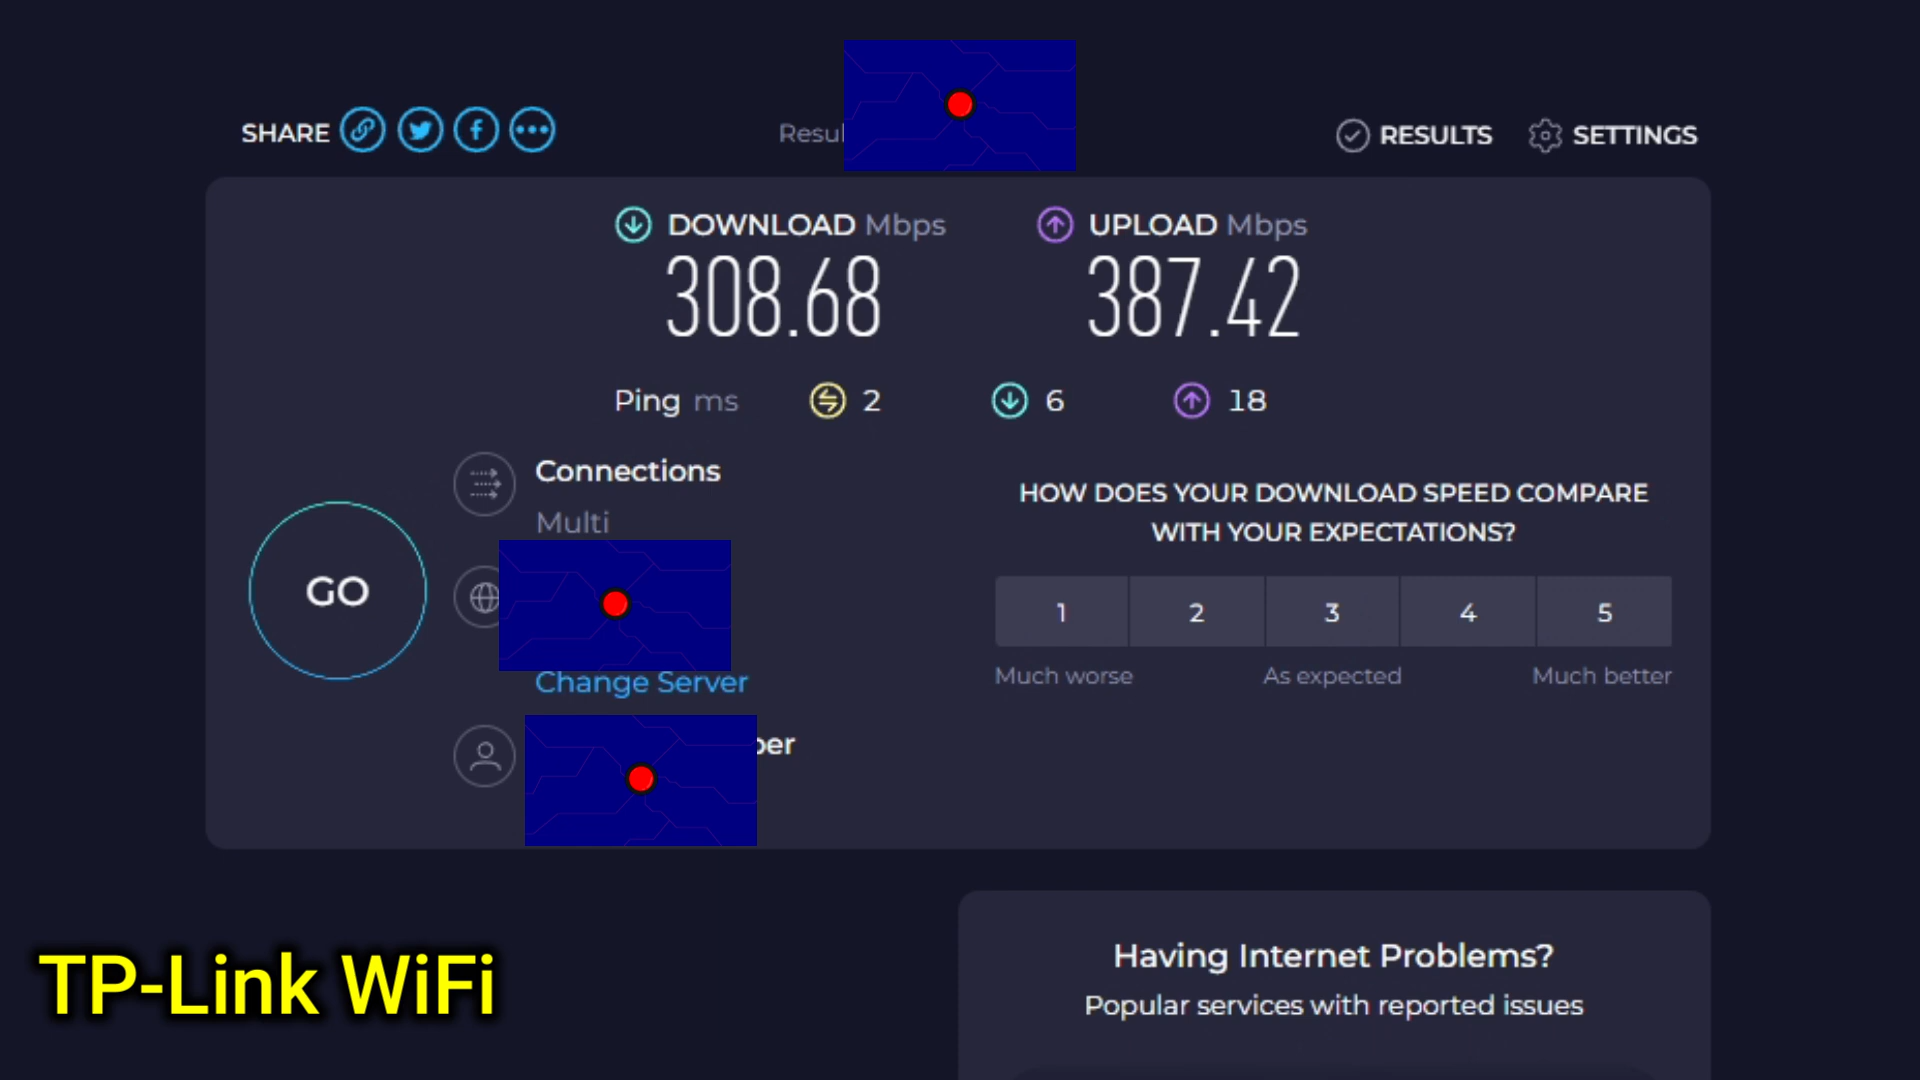 SHARE
RESULTS
SETTINGS
DOWNLOAD Mbps
UPLOAD Mbps
308.68
387.42
Ping ms
2
6
18
Connections
Multi
GO
Change Server
HOW DOES YOUR DOWNLOAD SPEED COMPARE
WITH YOUR EXPECTATIONS?
1
2
3
4
5
Much worse
As expected
Much better
Having Internet Problems?
Popular services with reported issues
TP-Link WiFi